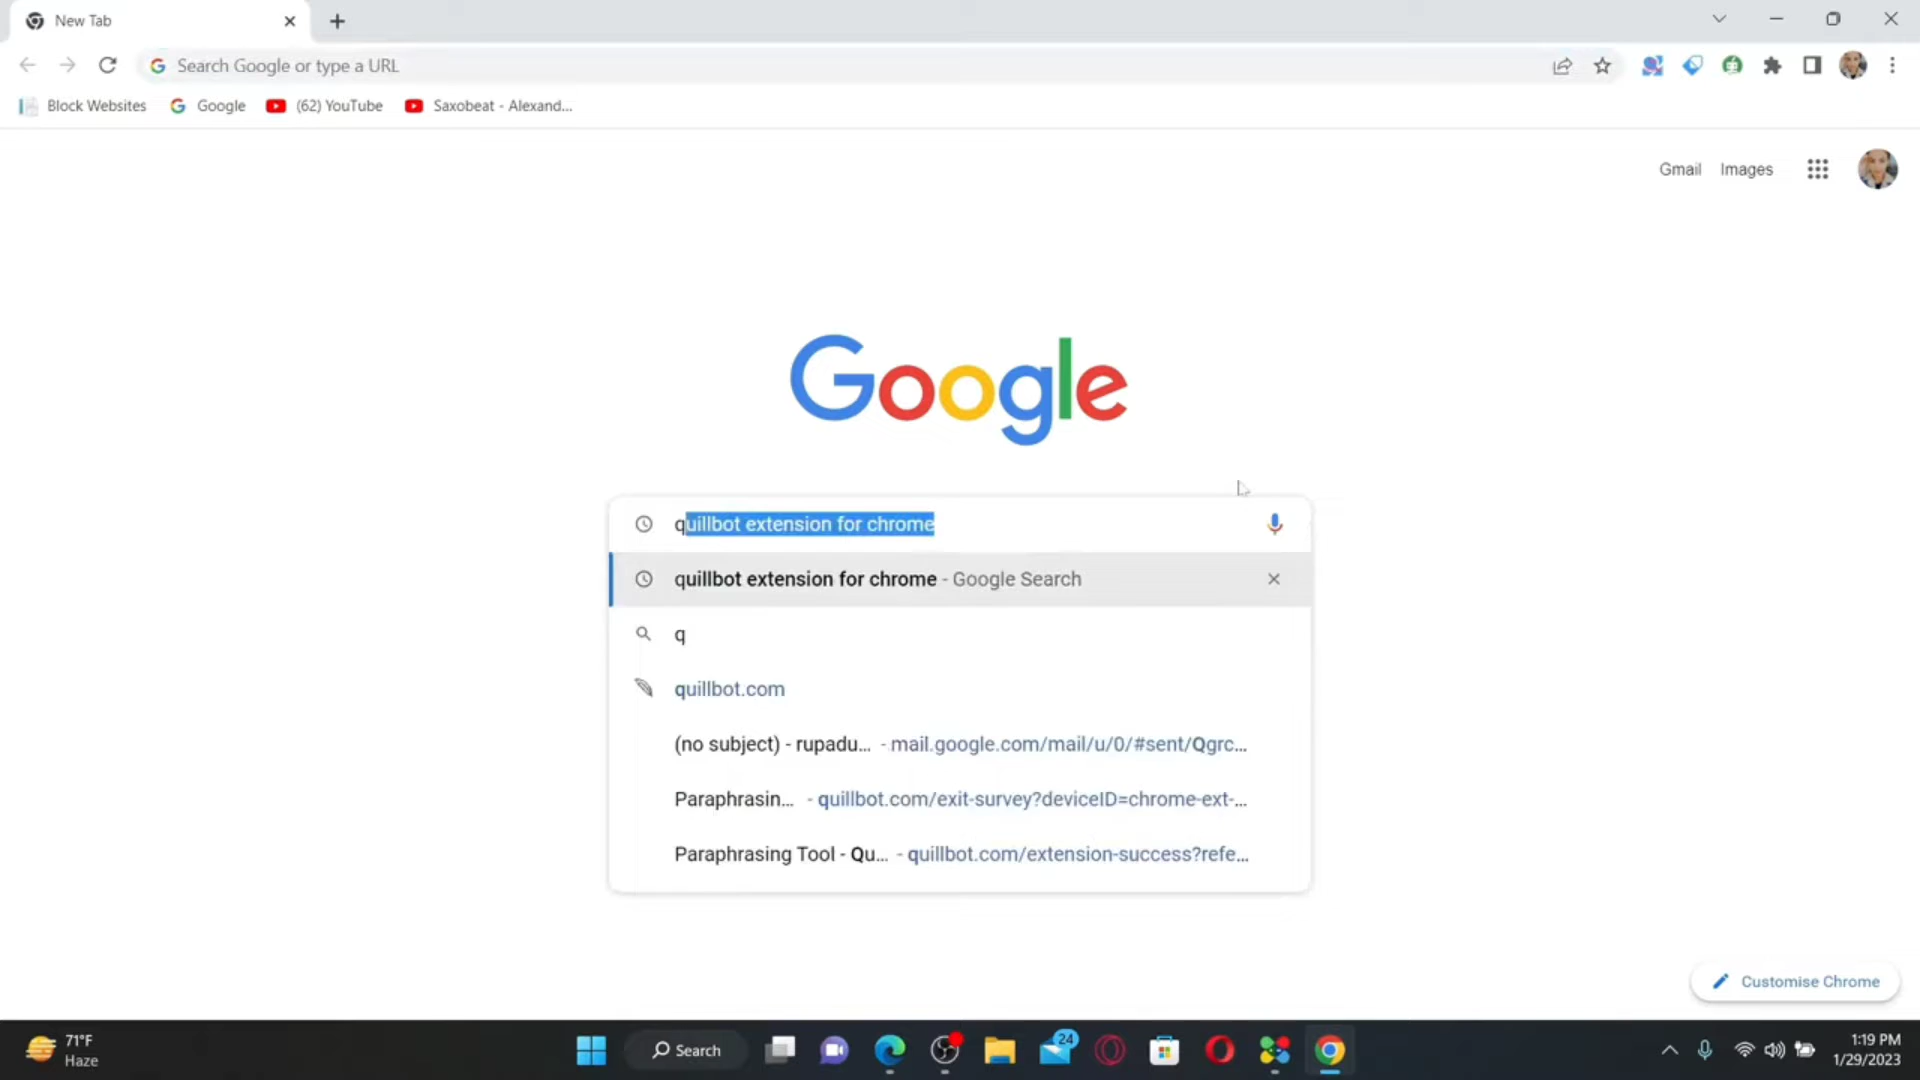 New Tab
Search Google or type a URL
Block Websites
Google
(62) YouTube
Saxobeat - Alexand...
Gmail
Images
Google
quillbot extension for chrome
quillbot extension for chrome - Google Search
q
quillbot.com
(no subject) - rupadu... - mail.google.com/mail/u/0/#sent/Qgrc...
Paraphrasin... - quillbot.com/exit-survey?deviceID=chrome-ext-...
Paraphrasing Tool - Qu... - quillbot.com/extension-success?refe...
Customise Chrome
71°F
Haze
Search
24
1:19 PM
1/29/2023